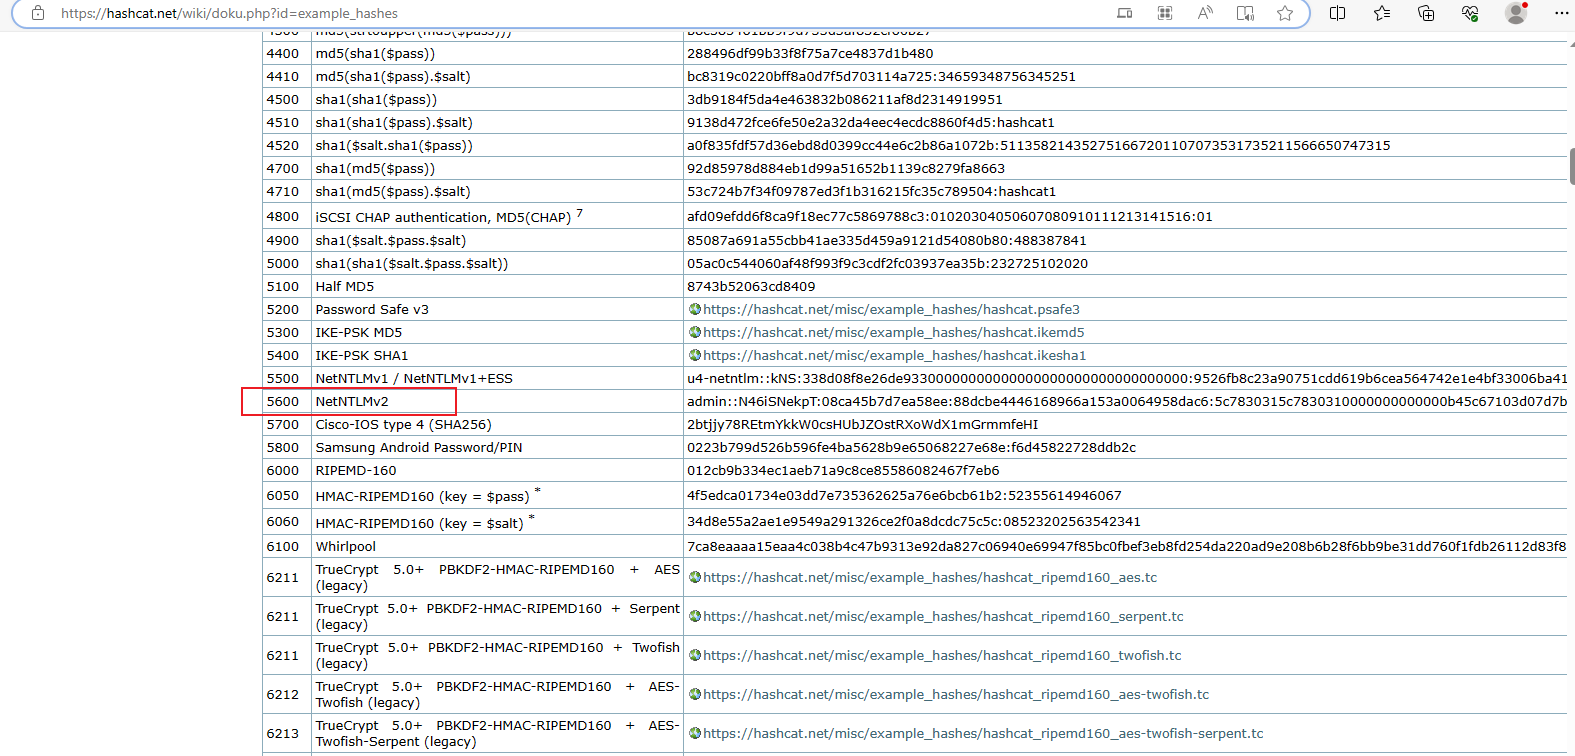 https://hashcat.net/wiki/doku.php?id=example_hashes
4400 md5(sha1($pass)) 288496df99b33f8f75a7ce4837d1b480
4410 md5(sha1($pass).$salt) bc8319c0220bff8a0d7f5d703114a725:34659348756345251
4500 sha1(sha1($pass)) 3db9184f5da4e463832b086211af8d2314919951
4510 sha1(sha1($pass).$salt) 9138d472fce6fe50e2a32da4eec4ecdc8860f4d5:hashcat1
4520 sha1($salt.sha1($pass)) a0f835fdf57d36ebd8d0399cc44e6c2b86a1072b:511358214352751667201107073531735211566650747315
4700 sha1(md5($pass)) 92d85978d884eb1d99a51652b1139c8279fa8663
4710 sha1(md5($pass).$salt) 53c724b7f34f09787ed3f1b316215fc35c789504:hashcat1
4800 iSCSI CHAP authentication, MD5(CHAP) 7 afd09efdd6f8ca9f18ec77c5869788c3:01020304050607080910111213141516:01
4900 sha1($salt.$pass.$salt) 85087a691a55cbb41ae335d459a9121d54080b80:488387841
5000 sha1(sha1($salt.$pass.$salt)) 05ac0c544060af48f993f9c3cdf2fc03937ea35b:232725102020
5100 Half MD5 8743b52063cd8409
5200 Password Safe v3 https://hashcat.net/misc/example_hashes/hashcat.psafe3
5300 IKE-PSK MD5 https://hashcat.net/misc/example_hashes/hashcat.ikemd5
5400 IKE-PSK SHA1 https://hashcat.net/misc/example_hashes/hashcat.ikesha1
5500 NetNTLMv1 / NetNTLMv1+ESS u4-netntlm::kNS:338d08f8e26de93300000000000000000000000000000000:9526fb8c23a90751cdd619b6cea564742e1e4bf33006ba41
5600 NetNTLMv2 admin::N46iSNekpT:08ca45b7d7ea58ee:88dcbe4446168966a153a0064958dac6:5c7830315c7830310000000000000b45c67103d07d7b
5700 Cisco-IOS type 4 (SHA256) 2btjjy78REtmYkkW0csHUbJZOstRXoWdX1mGrmmfeHI
5800 Samsung Android Password/PIN 0223b799d526b596fe4ba5628b9e65068227e68e:f6d45822728ddb2c
6000 RIPEMD-160 012cb9b334ec1aeb71a9c8ce85586082467f7eb6
6050 HMAC-RIPEMD160 (key = $pass) * 4f5edca01734e03dd7e735362625a76e6bcb61b2:52355614946067
6060 HMAC-RIPEMD160 (key = $salt) * 34d8e55a2ae1e9549a291326ce2f0a8dcdc75c5c:08523202563542341
6100 Whirlpool 7ca8eaaaa15eaa4c038b4c47b9313e92da827c06940e69947f85bc0fbef3eb8fd254da220ad9e208b6b28f6bb9be31dd760f1fdb26112d83f8
6211 TrueCrypt 5.0+ PBKDF2-HMAC-RIPEMD160 + AES (legacy) https://hashcat.net/misc/example_hashes/hashcat_ripemd160_aes.tc
6211 TrueCrypt 5.0+ PBKDF2-HMAC-RIPEMD160 + Serpent (legacy) https://hashcat.net/misc/example_hashes/hashcat_ripemd160_serpent.tc
6211 TrueCrypt 5.0+ PBKDF2-HMAC-RIPEMD160 + Twofish (legacy) https://hashcat.net/misc/example_hashes/hashcat_ripemd160_twofish.tc
6212 TrueCrypt 5.0+ PBKDF2-HMAC-RIPEMD160 + AES-Twofish (legacy) https://hashcat.net/misc/example_hashes/hashcat_ripemd160_aes-twofish.tc
6213 TrueCrypt 5.0+ PBKDF2-HMAC-RIPEMD160 + AES-Twofish-Serpent (legacy) https://hashcat.net/misc/example_hashes/hashcat_ripemd160_aes-twofish-serpent.tc